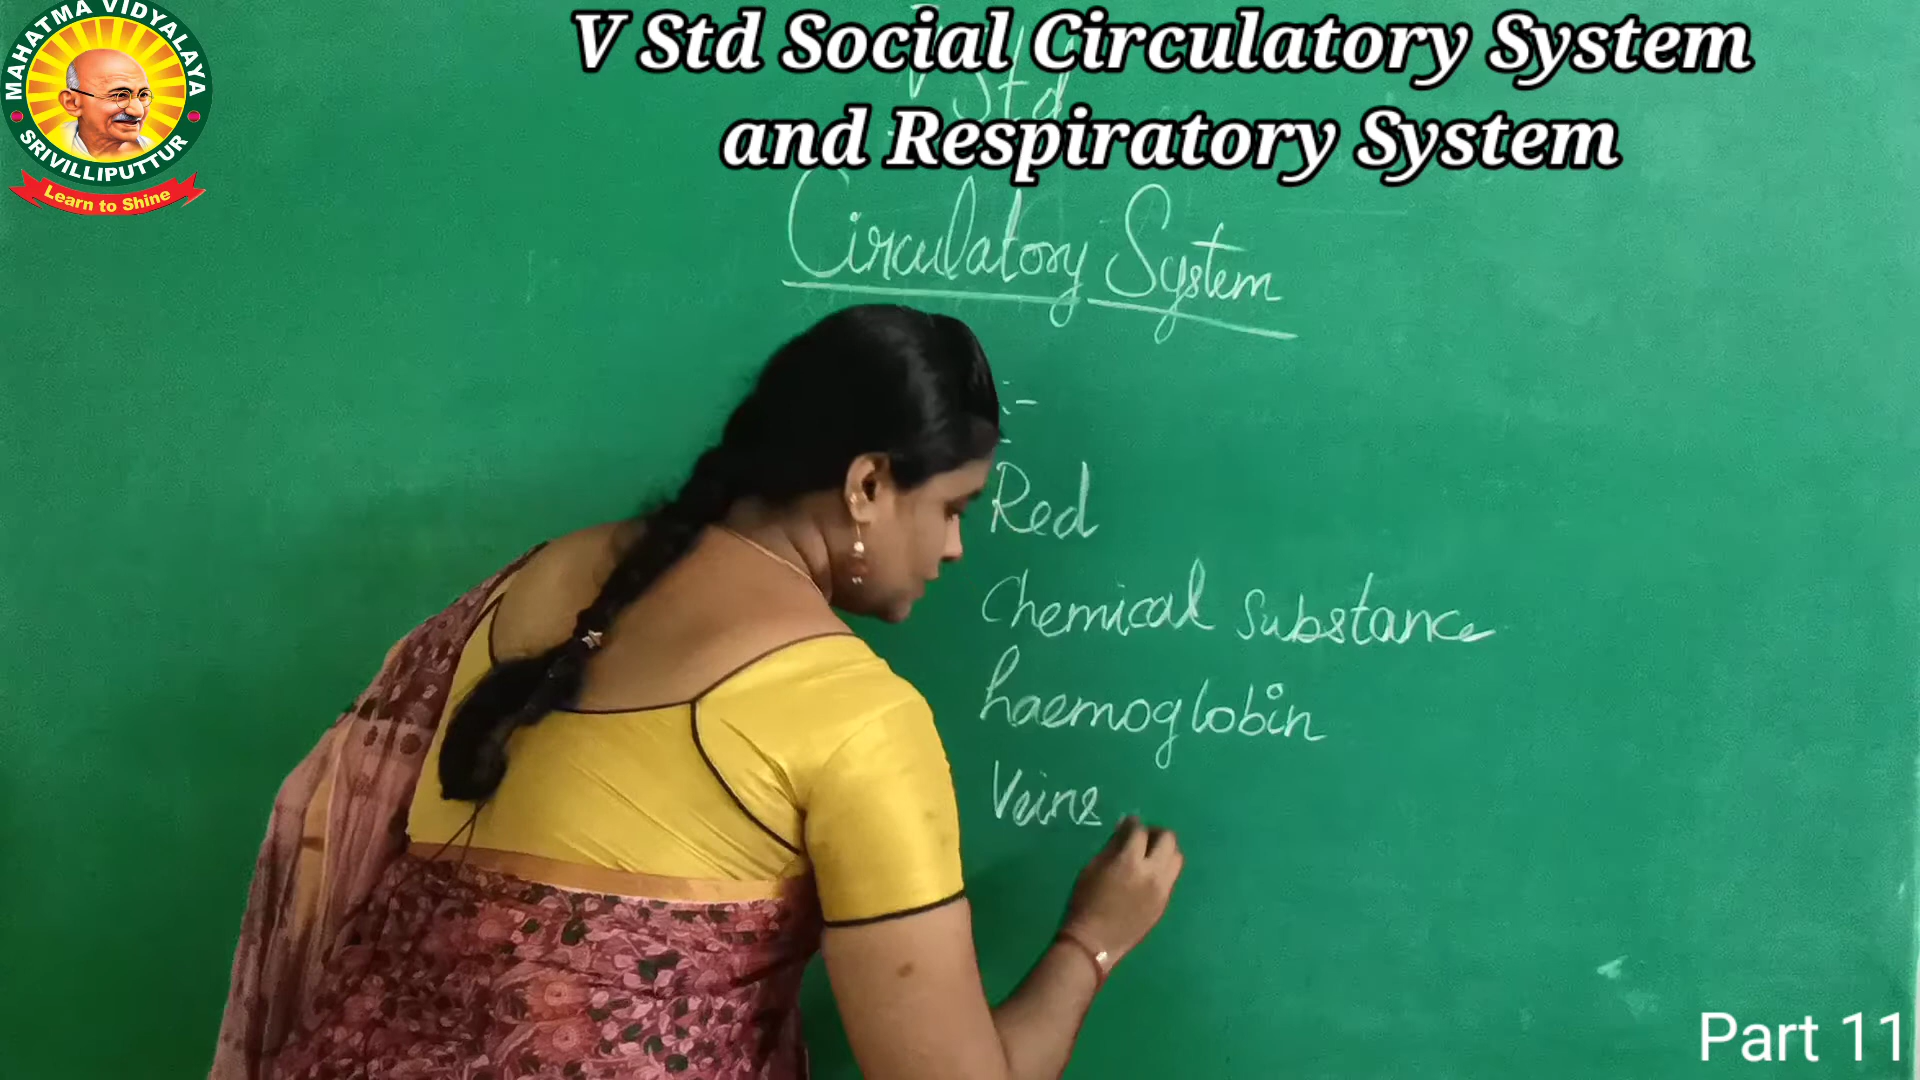 MAHATMA VIDYALAYA
SRIVILLIPUTTUR
Learn to Shine
V Std Social Circulatory System
and Respiratory System
V Std
Circulatory System
:-
Red
Chemical substance
haemoglobin
Veins
Part 11